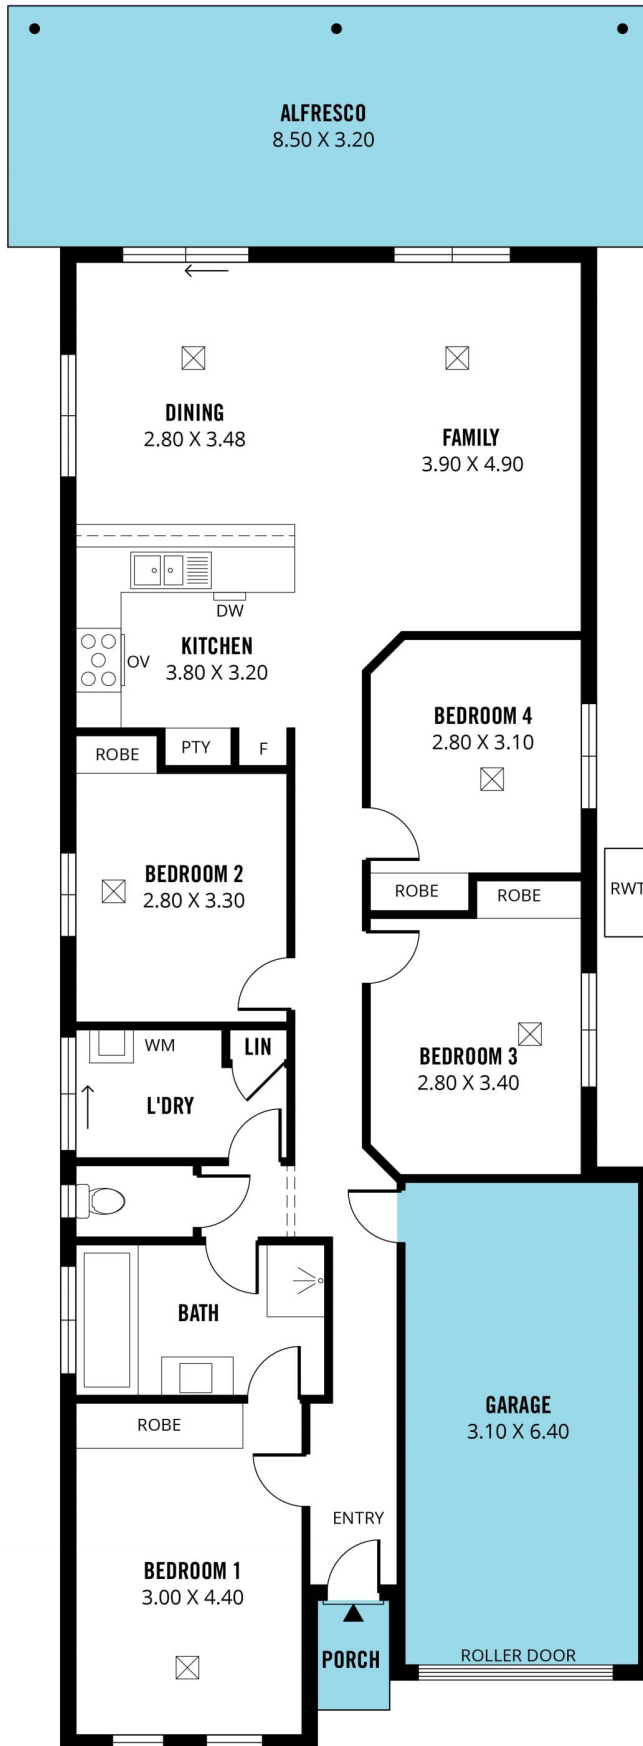 ALFRESCO
8.50 X 3.20
DINING
2.80 X 3.48
FAMILY
3.90 X 4.90
DW
KITCHEN
3.80 X 3.20
OV
ROBE
PTY
F
BEDROOM 4
2.80 X 3.10
BEDROOM 2
2.80 X 3.30
ROBE
ROBE
RWT
WM
LIN
L'DRY
BEDROOM 3
2.80 X 3.40
BATH
ROBE
GARAGE
3.10 X 6.40
ENTRY
BEDROOM 1
3.00 X 4.40
PORCH
ROLLER DOOR